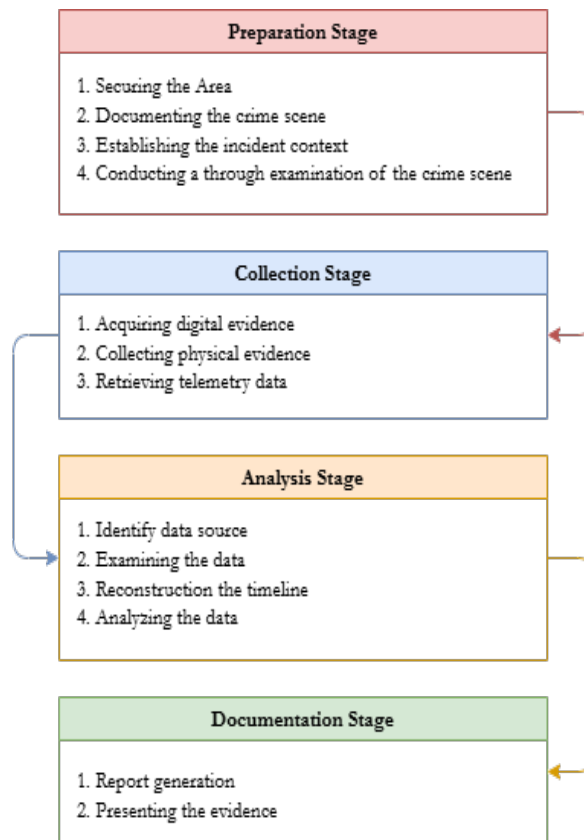 Preparation Stage
1. Securing the Area
2. Documenting the crime scene
3. Establishing the incident context
4. Conducting a through examination of the crime scene
Collection Stage
1. Acquiring digital evidence
2. Collecting physical evidence
3. Retrieving telemetry data
Analysis Stage
1. Identify data source
2. Examining the data
3. Reconstruction the timeline
4. Analyzing the data
Documentation Stage
1. Report generation
2. Presenting the evidence